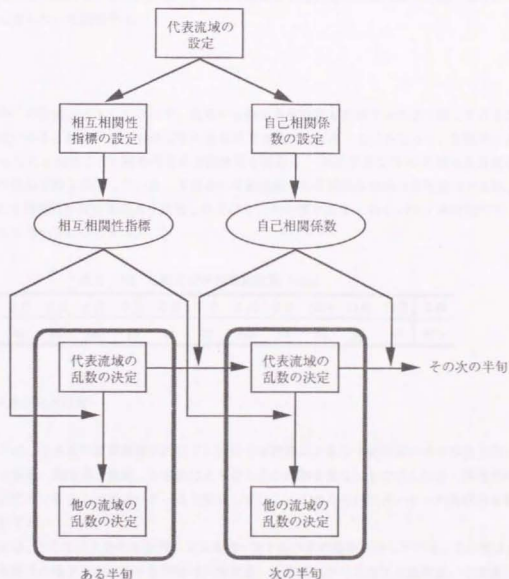 代表流域の
設定
相互相関性
指標の設定
自己相関係
数の設定
相互相関性指標
自己相関係数
代表流域の
乱数の決定
代表流域の
乱数の決定
その次の半旬
他の流域の
乱数の決定
他の流域の
乱数の決定
ある半旬
次の半旬